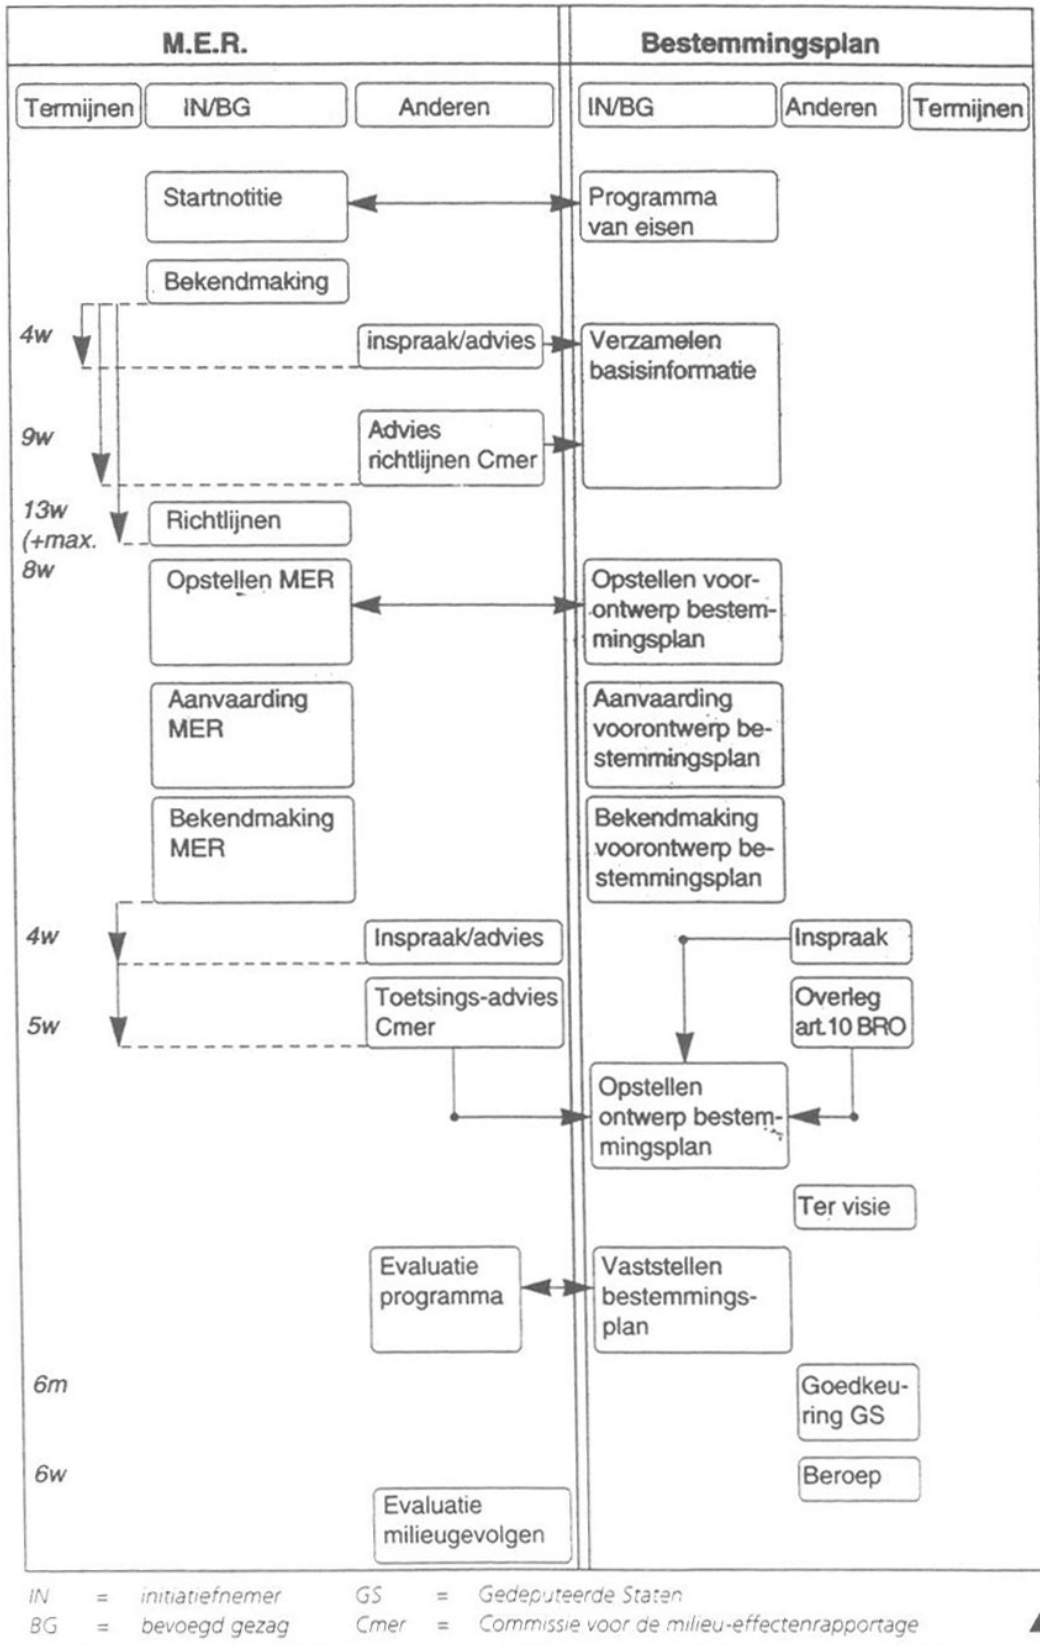 M.E.R. Bestemmingsplan
Termijnen IN/BG Anderen IN/BG Anderen Termijnen
Startnotitie Programma
van eisen
Bekendmaking
4w inspraak/advies Verzamelen
basisinformatie
9w Advies
richtlijnen Cmer
13w Richtlijnen
(+max.
8w Opstellen MER Opstellen voor-
ontwerp bestem-
mingsplan
Aanvaarding Aanvaarding
MER voorontwerp be-
stemmingsplan
Bekendmaking Bekendmaking
MER voorontwerp be-
stemmingsplan
4w Inspraak/advies Inspraak
Toetsings-advies Overleg
5w Cmer art.10 BRO
Opstellen
ontwerp bestem-
mingsplan
Ter visie
Evaluatie Vaststellen
programma bestemmings-
plan
6m Goedkeu-
ring GS
6w Beroep
Evaluatie
milieugevolgen
IN = initiatiefnemer GS = Gedeputeerde Staten
BG = bevoegd gezag Cmer = Commissie voor de milieu-effectenrapportage